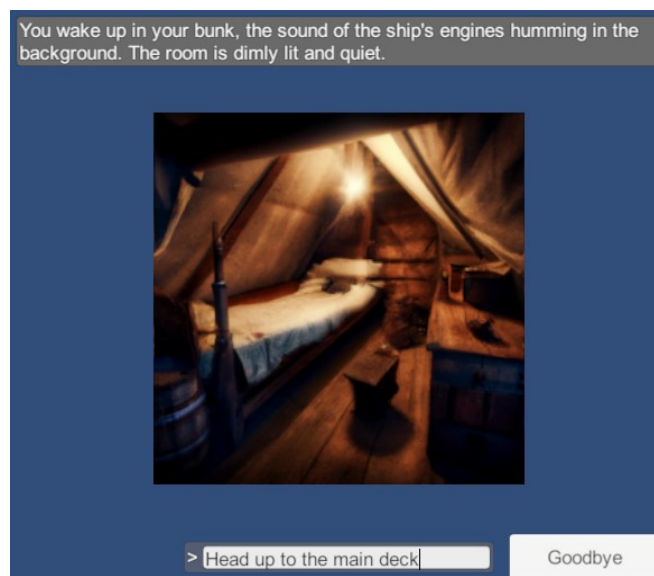 You wake up in your bunk, the sound of the ship's engines humming in the
background. The room is dimly lit and quiet.
> Head up to the main deck
Goodbye